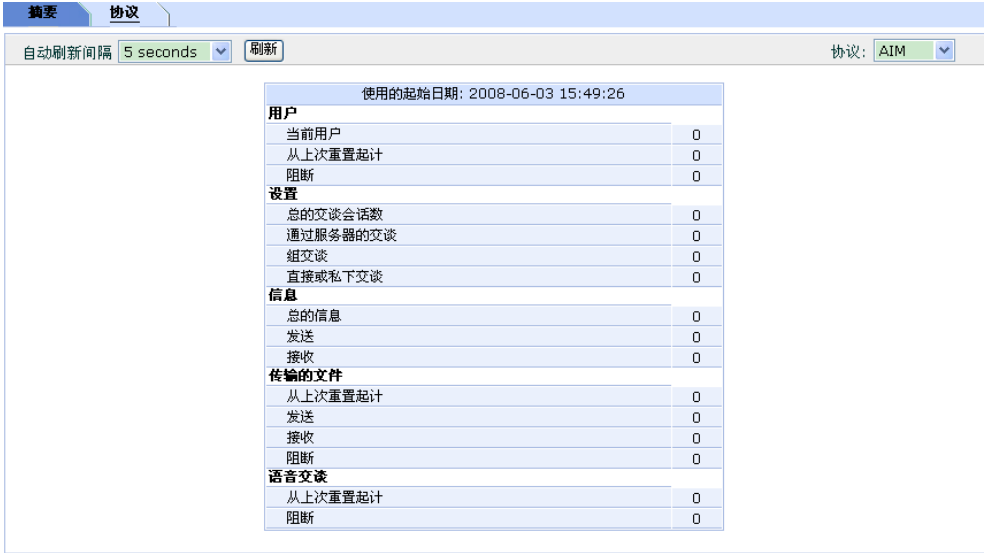 摘要 协议
自动刷新间隔 5 seconds 刷新 协议: AIM
使用的起始日期: 2008-06-03 15:49:26
用户
当前用户 0
从上次重置起计 0
阻断 0
设置
总的交谈会话数 0
通过服务器的交谈 0
组交谈 0
直接或私下交谈 0
信息
总的信息 0
发送 0
接收 0
传输的文件
从上次重置起计 0
发送 0
接收 0
阻断 0
语音交谈
从上次重置起计 0
阻断 0